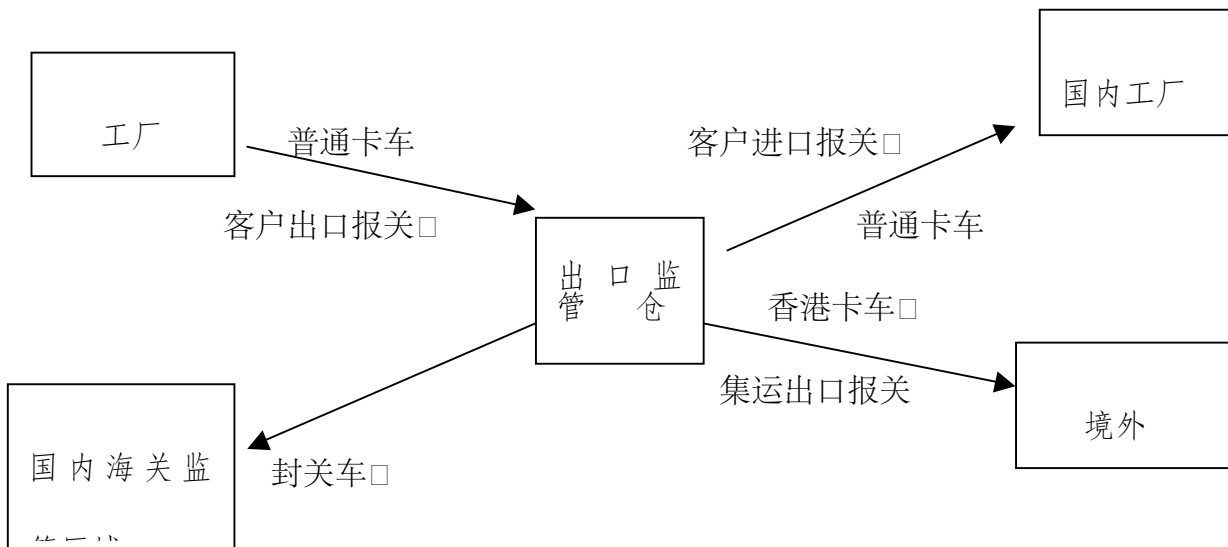 国内工厂
工厂
普通卡车
客户进口报关□
客户出口报关□
普通卡车
出口监
管仓
香港卡车□
集运出口报关
境外
国内海关监
封关车□